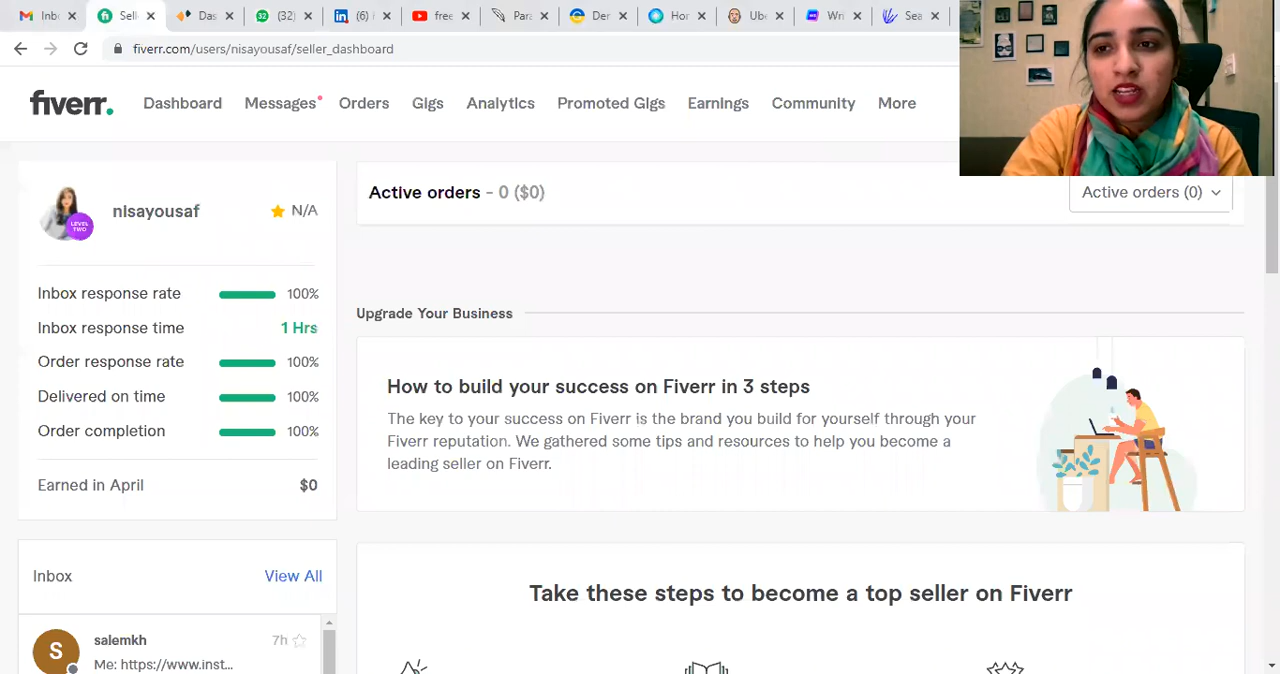 Inb
Sell
Das
(32)
(6)
free
Para
Der
Hor
Ube
Wri
Sea
fiverr.com/users/nisayousaf/seller_dashboard
fiverr.
Dashboard Messages Orders Gigs Analytics Promoted Gigs Earnings Community More
nisayousaf
N/A
LEVEL TWO
Inbox response rate 100%
Inbox response time 1 Hrs
Order response rate 100%
Delivered on time 100%
Order completion 100%
Earned in April $0
Inbox View All
S
salemkh 7h
Me: https://www.inst...
Active orders - 0 ($0)
Active orders (0)
Upgrade Your Business
How to build your success on Fiverr in 3 steps
The key to your success on Fiverr is the brand you build for yourself through your
Fiverr reputation. We gathered some tips and resources to help you become a
leading seller on Fiverr.
Take these steps to become a top seller on Fiverr